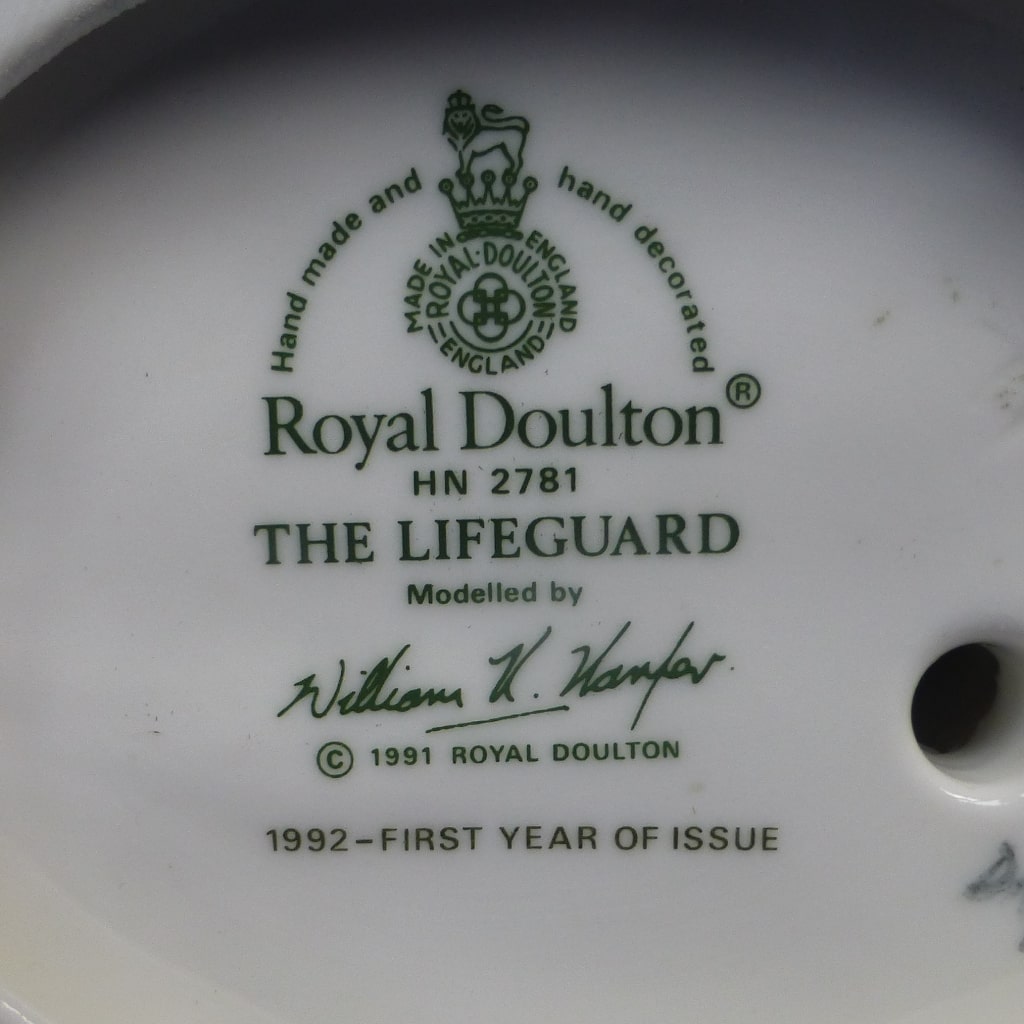 Hand made and hand decorated
MADE IN ENGLAND
ROYAL·DOULTON
ENGLAND
Royal Doulton®
HN 2781
THE LIFEGUARD
Modelled by
William K. Harper.
© 1991 ROYAL DOULTON
1992-FIRST YEAR OF ISSUE